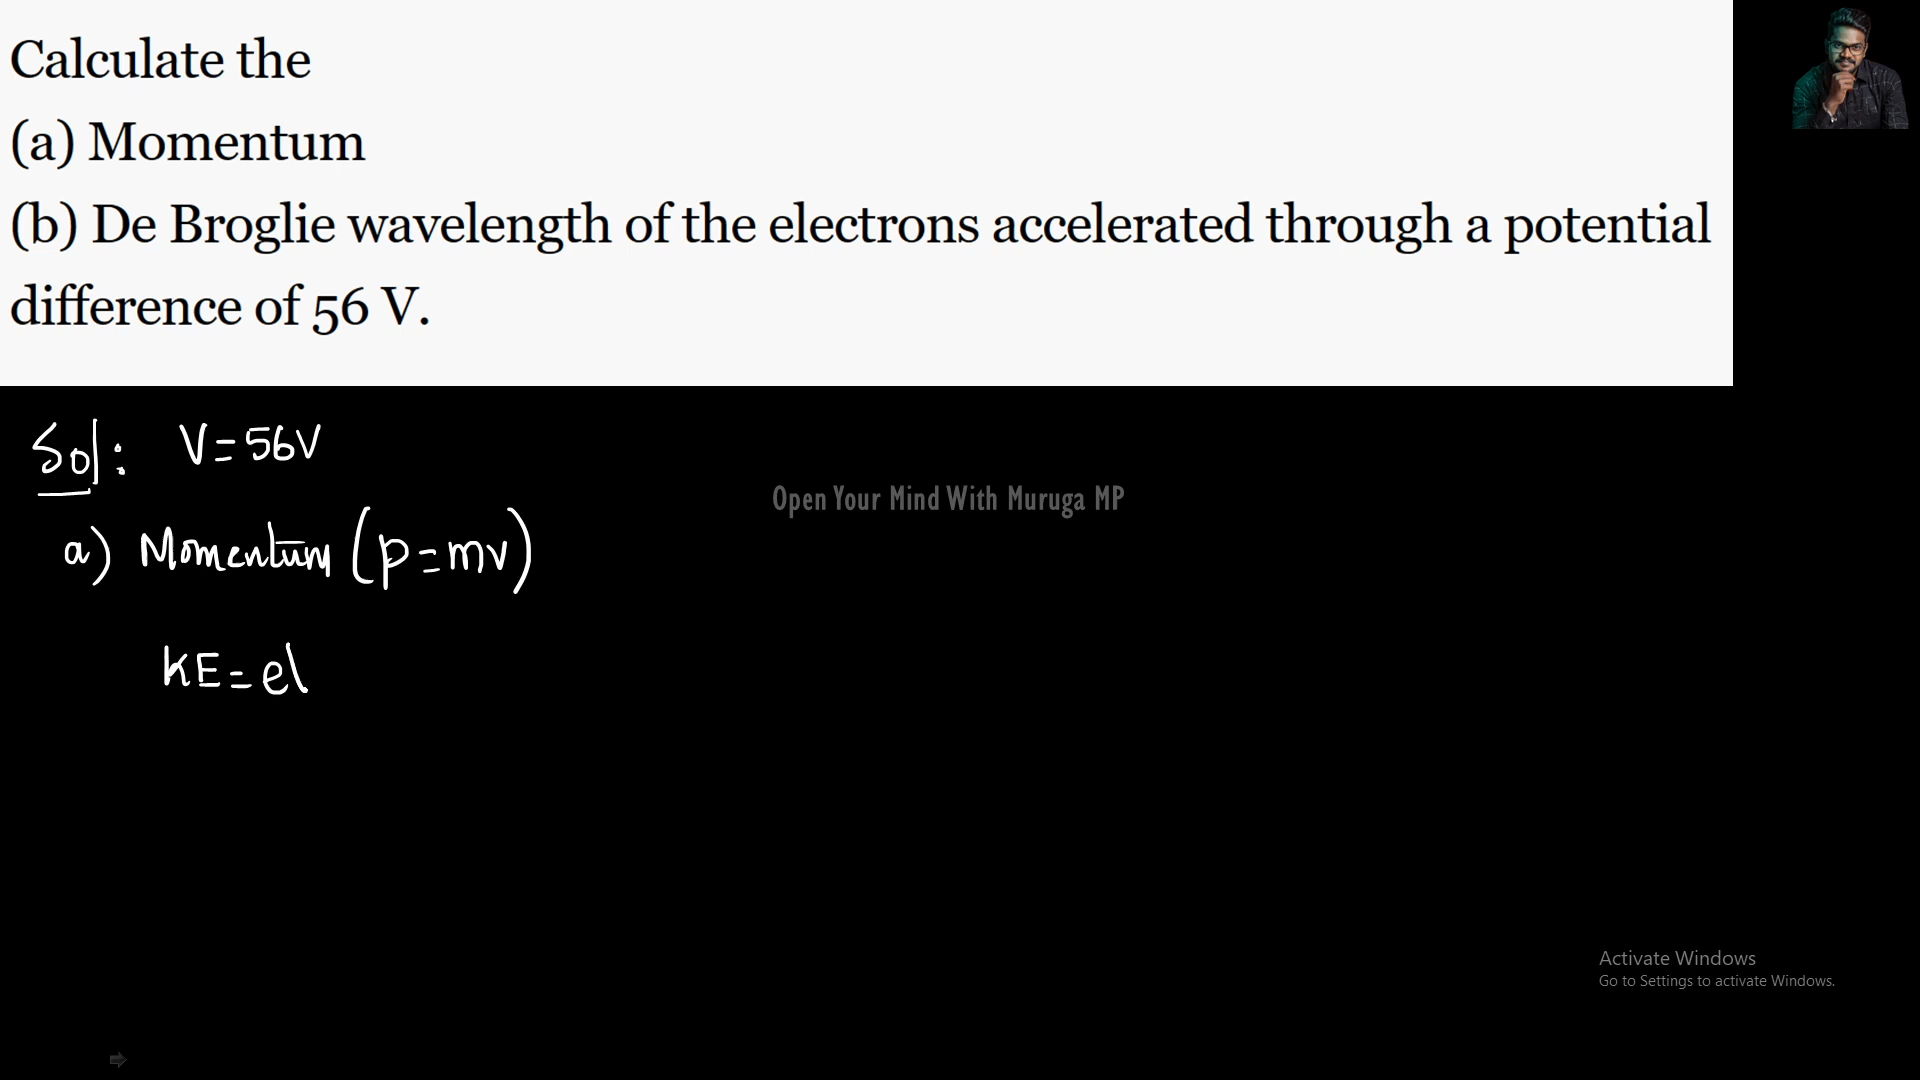 Calculate the
(a) Momentum
(b) De Broglie wavelength of the electrons accelerated through a potential
difference of 56 V.
Sol: V=56V
Open Your Mind With Muruga MP
a) Momentum (p=mv)
KE=el
Activate Windows
Go to Settings to activate Windows.